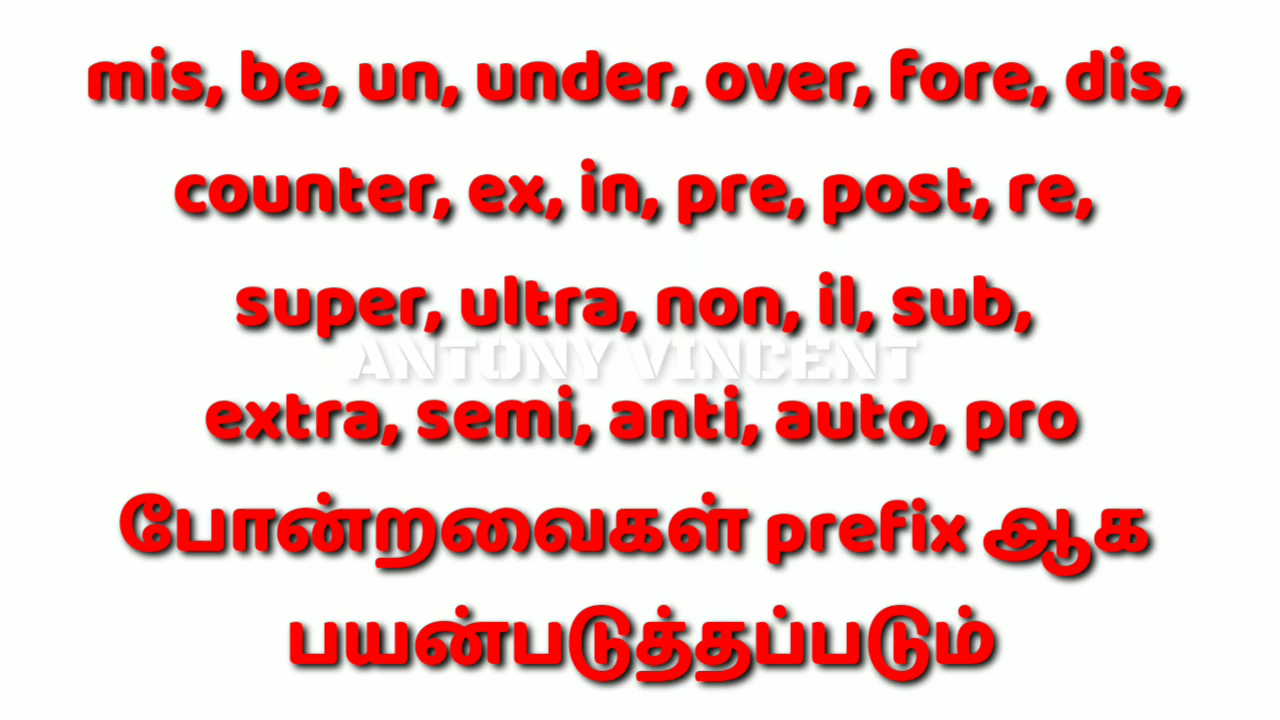 mis, be, un, under, over, fore, dis,
counter, ex, in, pre, post, re,
super, ultra, non, il, sub,
ANTONY VINCENT
extra, semi, anti, auto, pro
போன்றவைகள் prefix ஆக
பயன்படுத்தப்படும்